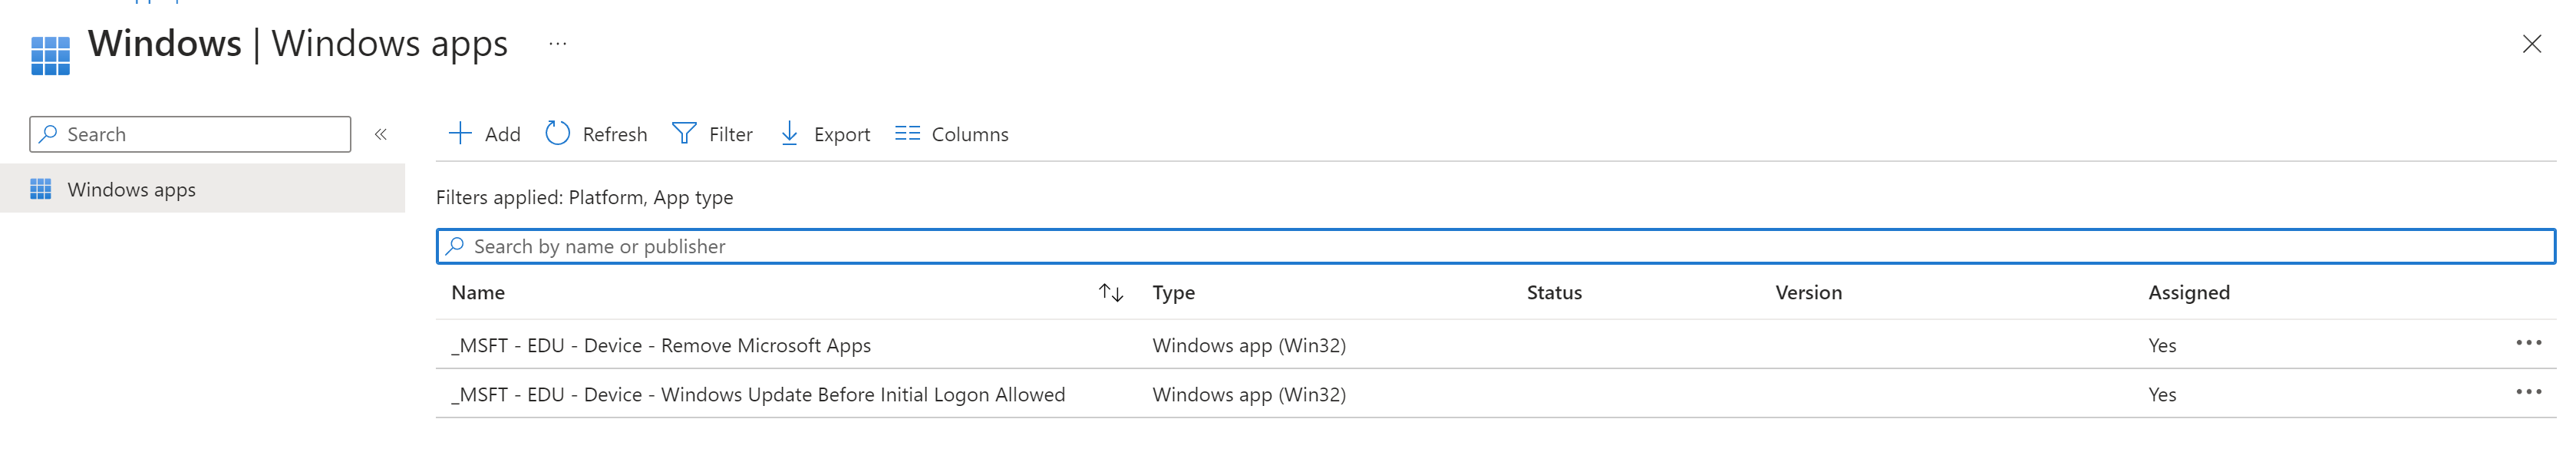 Windows | Windows apps ...
Search
«
Add Refresh Filter Export Columns
Windows apps
Filters applied: Platform, App type
Search by name or publisher
Name Type Status Version Assigned
_MSFT - EDU - Device - Remove Microsoft Apps Windows app (Win32) Yes
_MSFT - EDU - Device - Windows Update Before Initial Logon Allowed Windows app (Win32) Yes